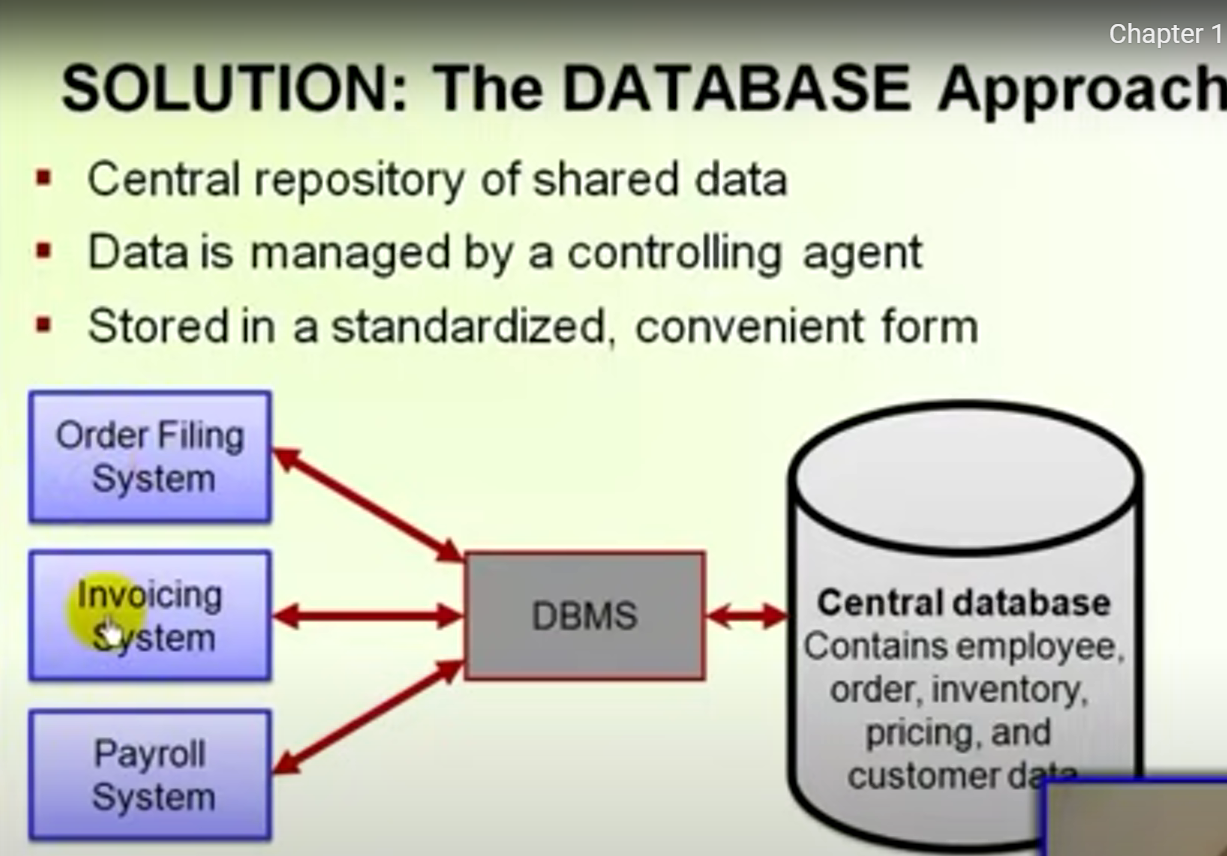 Chapter 1
SOLUTION: The DATABASE Approach
Central repository of shared data
Data is managed by a controlling agent
Stored in a standardized, convenient form
Order Filing
System
Invoicing
System
Payroll
System
DBMS
Central database
Contains employee,
order, inventory,
pricing, and
customer data